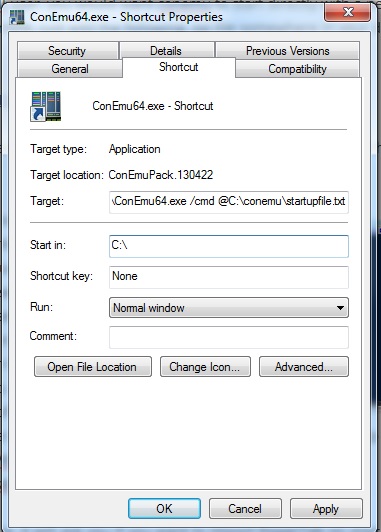 ConEmu64.exe - Shortcut Properties
Security Details Previous Versions
General Shortcut Compatibility
ConEmu64.exe - Shortcut
Target type: Application
Target location: ConEmuPack.130422
Target: \ConEmu64.exe /cmd @C:\conemu\startupfile.txt
Start in: C:\
Shortcut key: None
Run: Normal window
Comment:
Open File Location Change Icon... Advanced...
OK Cancel Apply